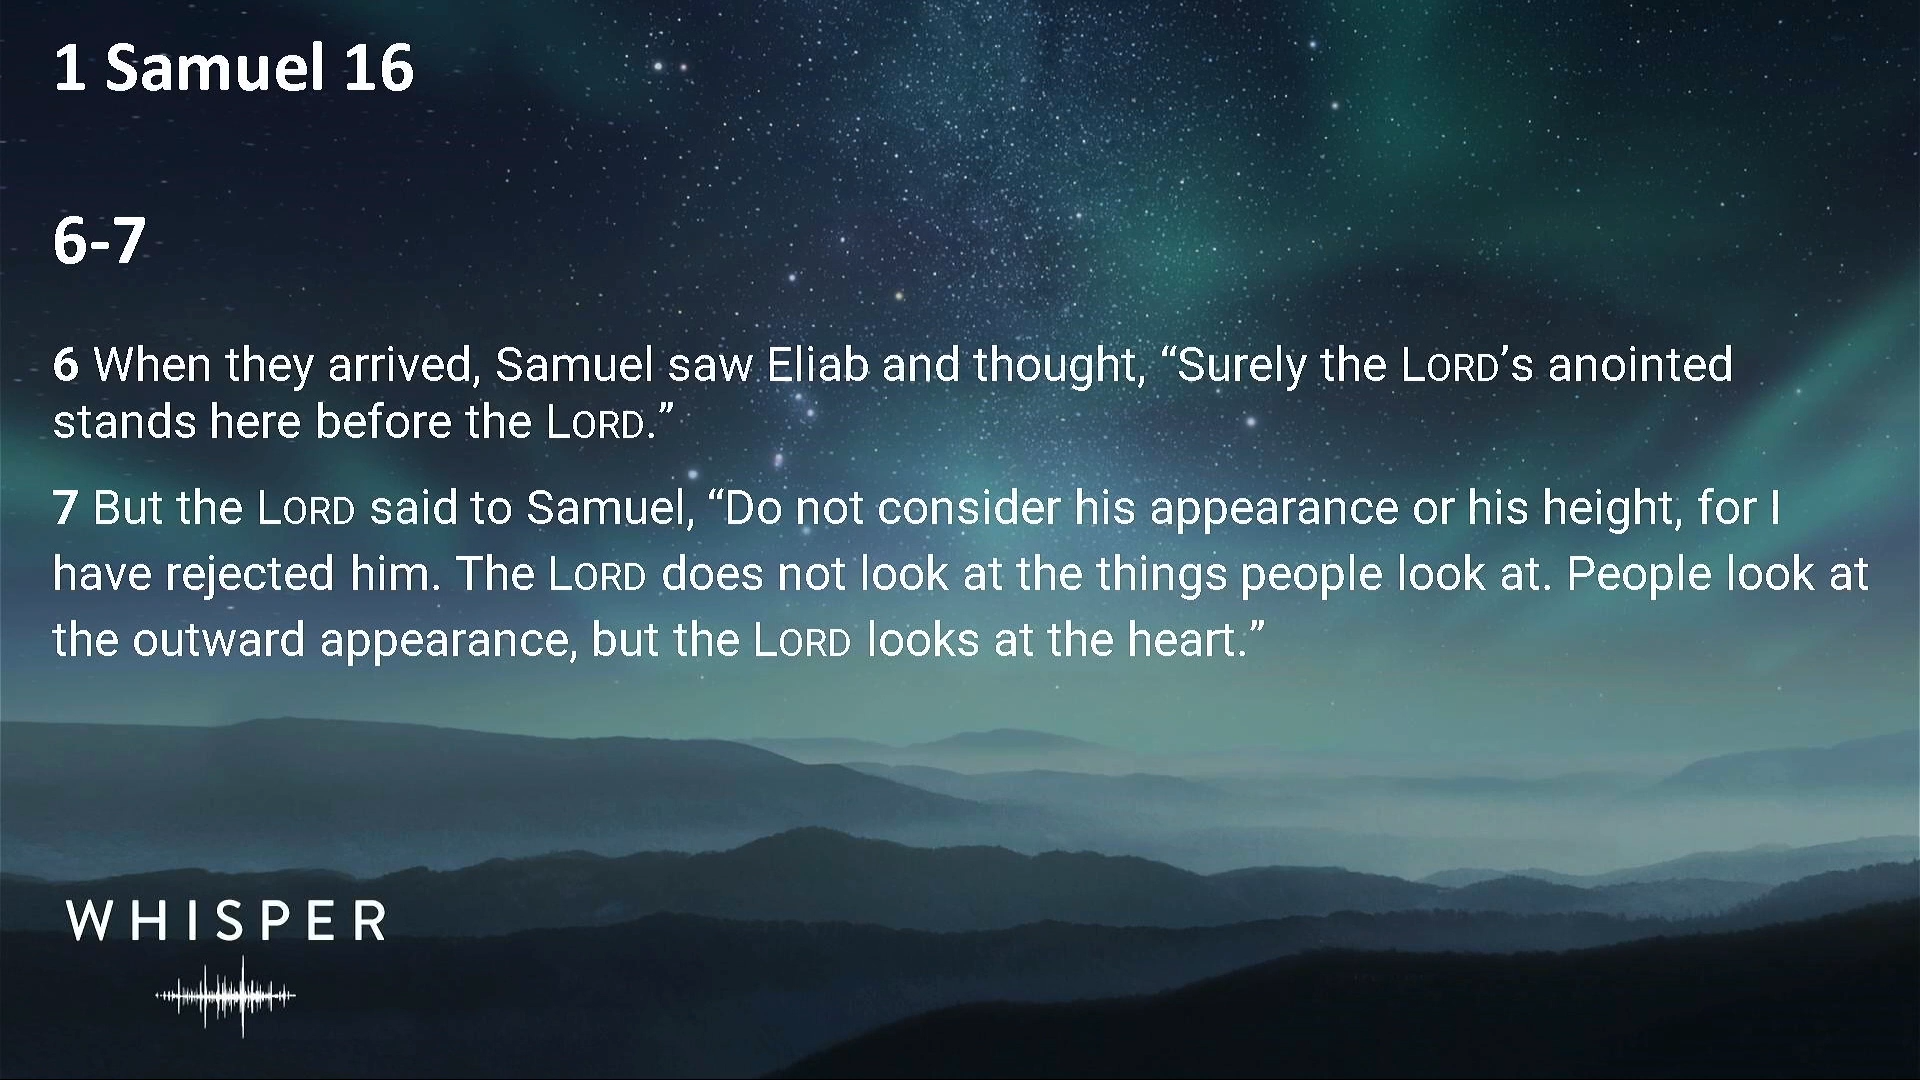 1 Samuel 16
6-7
6 When they arrived, Samuel saw Eliab and thought, “Surely the LORD’s anointed
stands here before the LORD.”
7 But the LORD said to Samuel, “Do not consider his appearance or his height, for I
have rejected him. The LORD does not look at the things people look at. People look at
the outward appearance, but the LORD looks at the heart.”
WHISPER